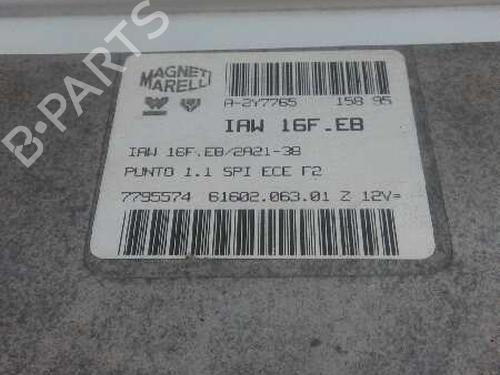 MAGNETI
MARELLI
A-2Y7765 158 95
IAW 16F.EB
IAW 16F.EB/2A21-38
PUNTO 1.1 SPI ECE F2
7795574 61602.063.01 Z 12V=
B-PARTS